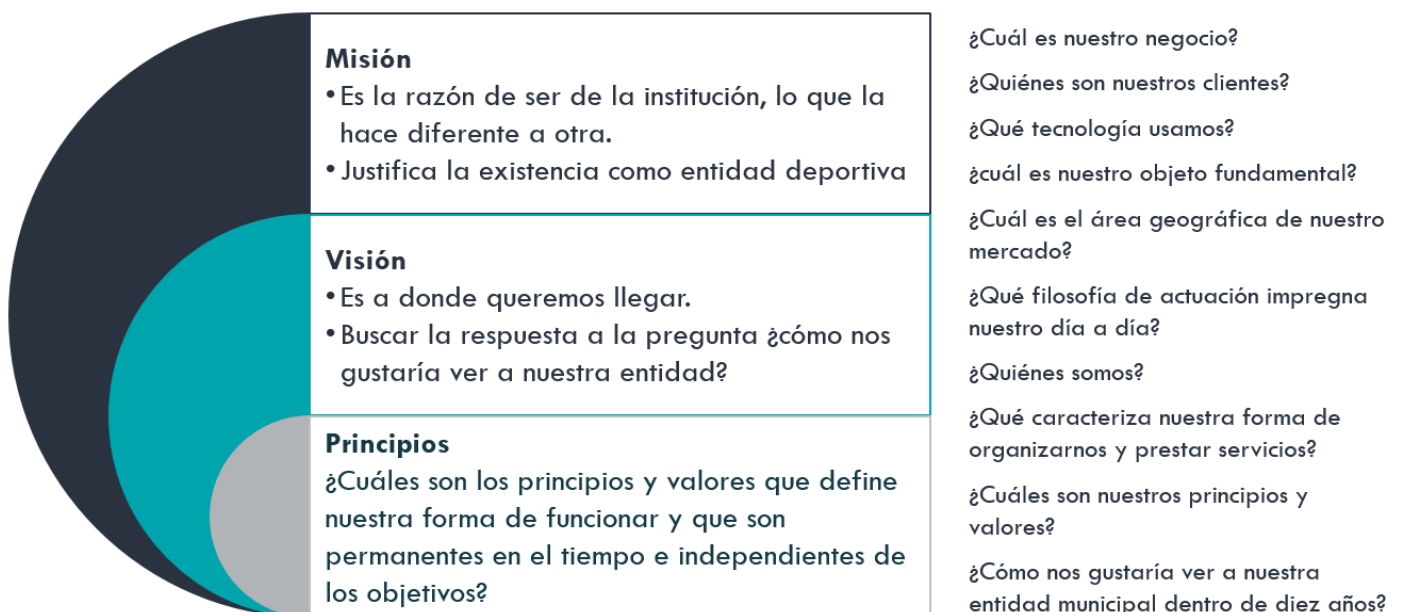 Misión
• Es la razón de ser de la institución, lo que la
hace diferente a otra.
• Justifica la existencia como entidad deportiva
Visión
• Es a donde queremos llegar.
• Buscar la respuesta a la pregunta ¿cómo nos
gustaría ver a nuestra entidad?
Principios
¿Cuáles son los principios y valores que define
nuestra forma de funcionar y que son
permanentes en el tiempo e independientes de
los objetivos?
¿Cuál es nuestro negocio?
¿Quiénes son nuestros clientes?
¿Qué tecnología usamos?
¿cuál es nuestro objeto fundamental?
¿Cuál es el área geográfica de nuestro
mercado?
¿Qué filosofía de actuación impregna
nuestro día a día?
¿Quiénes somos?
¿Qué caracteriza nuestra forma de
organizarnos y prestar servicios?
¿Cuáles son nuestros principios y
valores?
¿Cómo nos gustaría ver a nuestra
entidad municipal dentro de diez años?